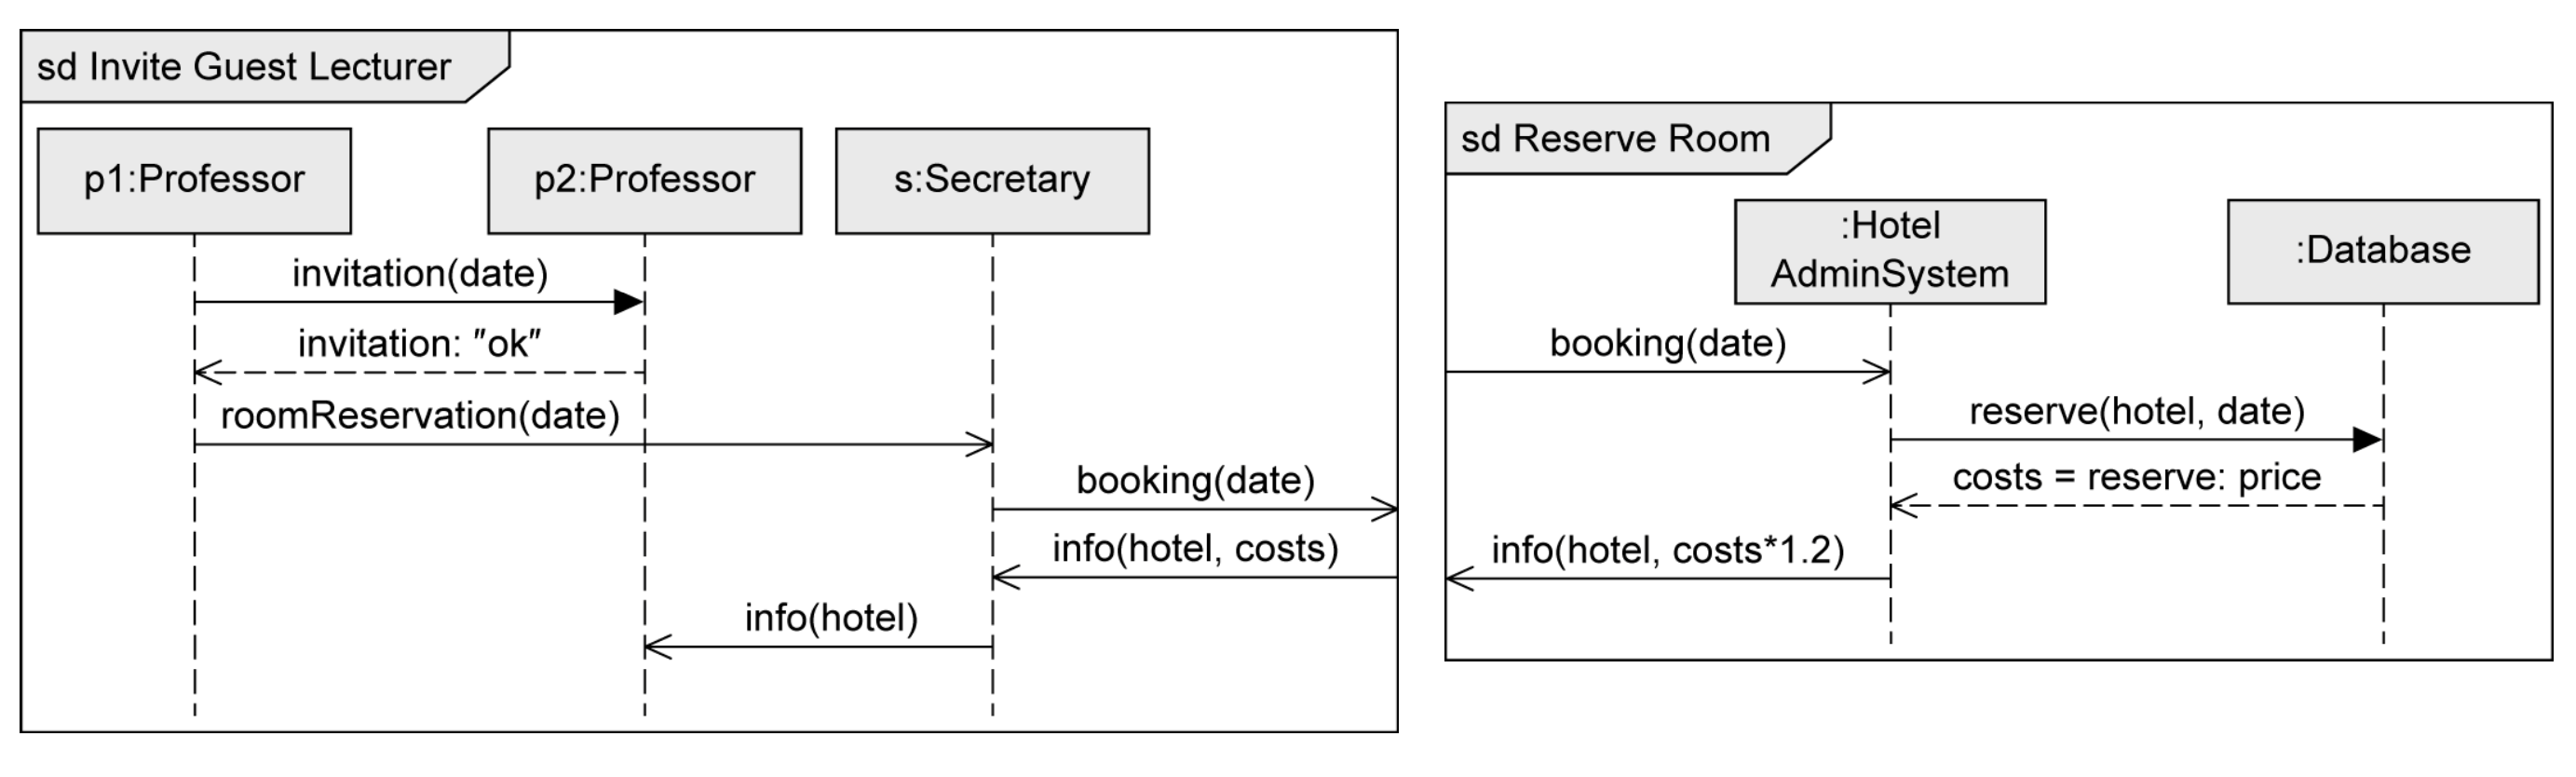 sd Invite Guest Lecturer
p1:Professor
p2:Professor
s:Secretary
invitation(date)
invitation: "ok"
roomReservation(date)
booking(date)
info(hotel, costs)
info(hotel)
sd Reserve Room
:Hotel
AdminSystem
:Database
booking(date)
reserve(hotel, date)
costs = reserve: price
info(hotel, costs*1.2)